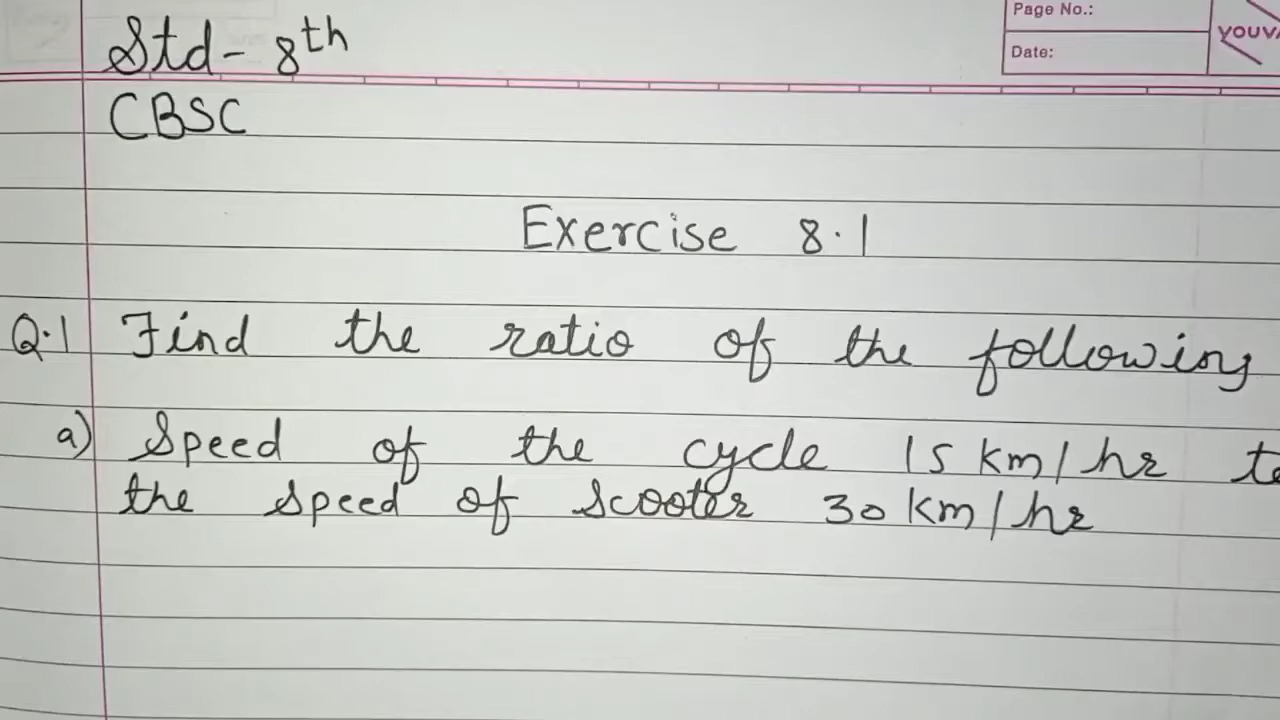 Page No.:
Date:
Std- 8th
CBSC
Exercise 8.1
Q.1 Find the ratio of the following
a) Speed of the cycle 15 km/hr to
the speed of scooter 30 km/hr